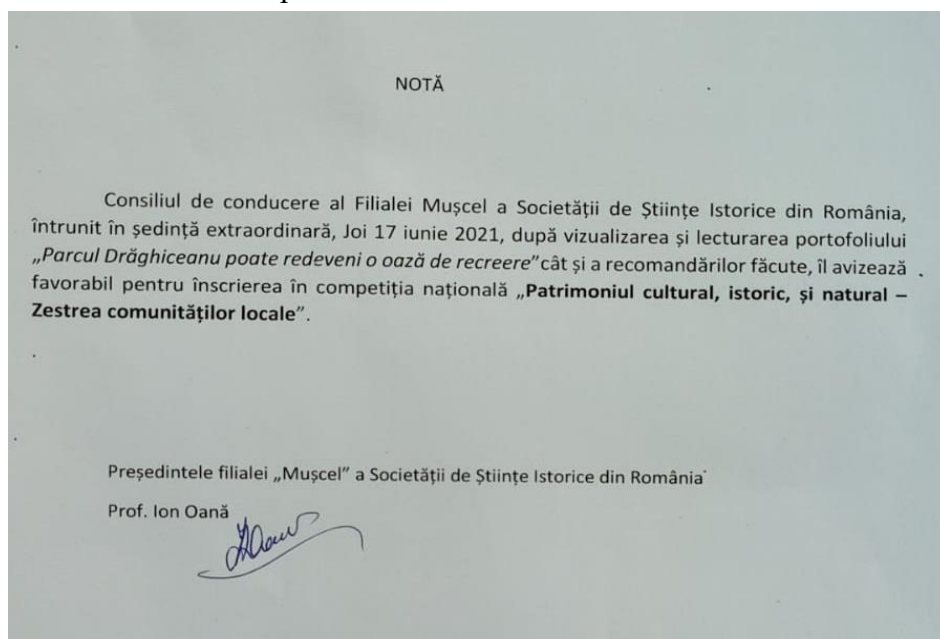 NOTĂ
Consiliul de conducere al Filialei Mușcel a Societății de Științe Istorice din România,
întrunit în ședință extraordinară, Joi 17 iunie 2021, după vizualizarea și lecturarea portofoliului
„Parcul Drăghiceanu poate redeveni o oază de recreere”cât și a recomandărilor făcute, îl avizează
favorabil pentru înscrierea în competiția națională „Patrimoniul cultural, istoric, și natural –
Zestrea comunităților locale”.
Președintele filialei „Mușcel” a Societății de Științe Istorice din România
Prof. Ion Oană